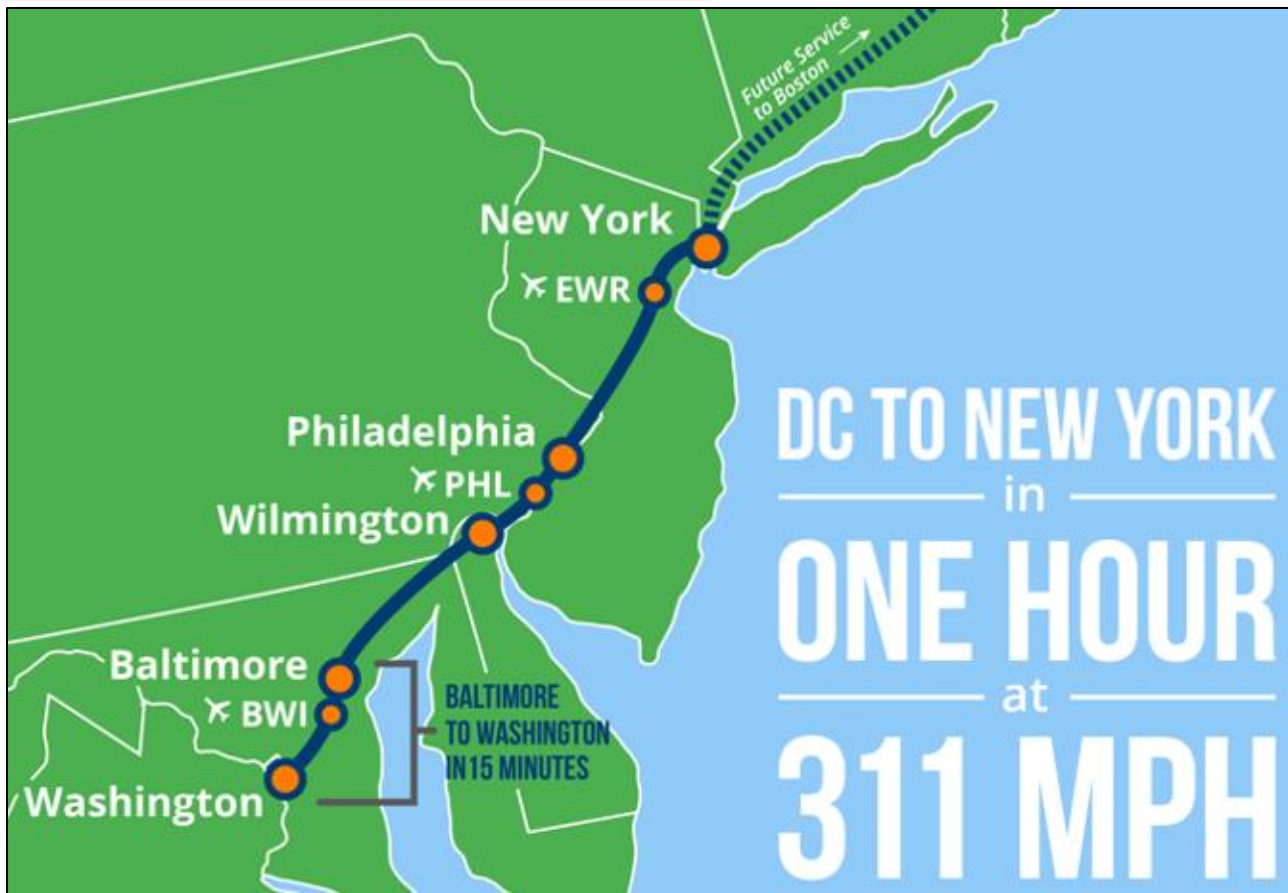 Future Service
to Boston
New York
EWR
Philadelphia
PHL
Wilmington
Baltimore
BWI
Washington
BALTIMORE
TO WASHINGTON
IN 15 MINUTES
DC TO NEW YORK
in
ONE HOUR
at
311 MPH